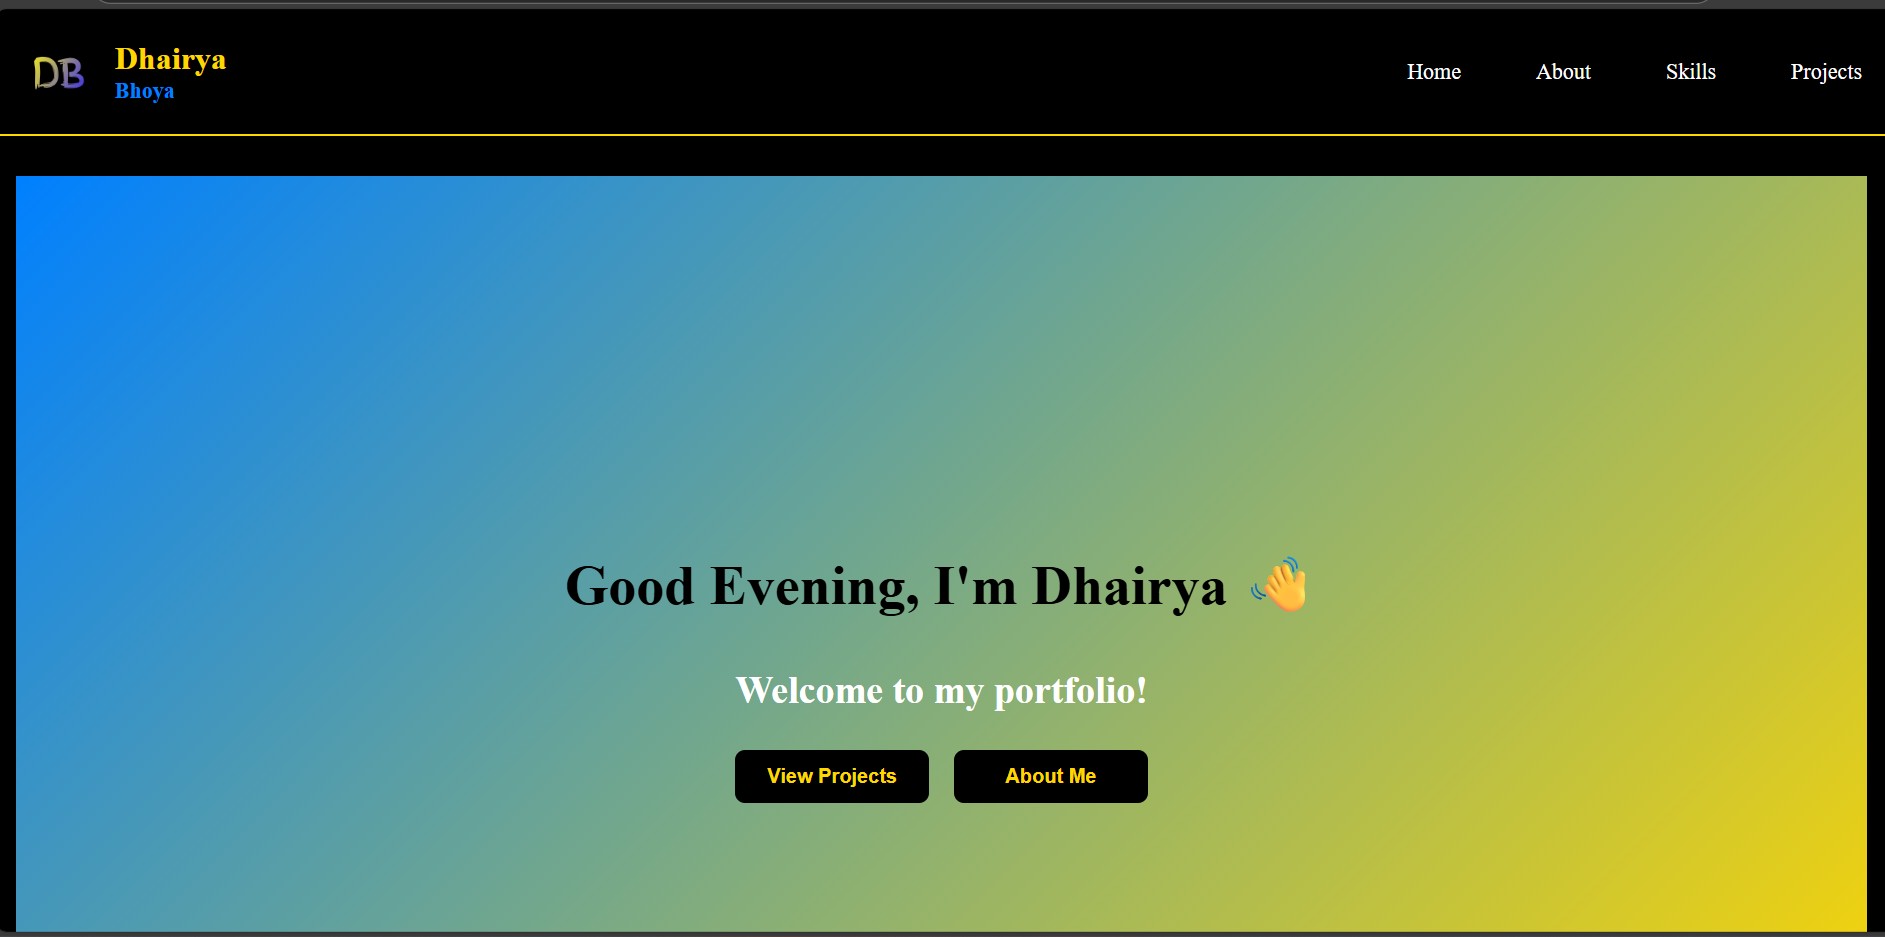 DB
Dhairya
Bhoya
Home About Skills Projects
Good Evening, I'm Dhairya 👋
Welcome to my portfolio!
View Projects About Me